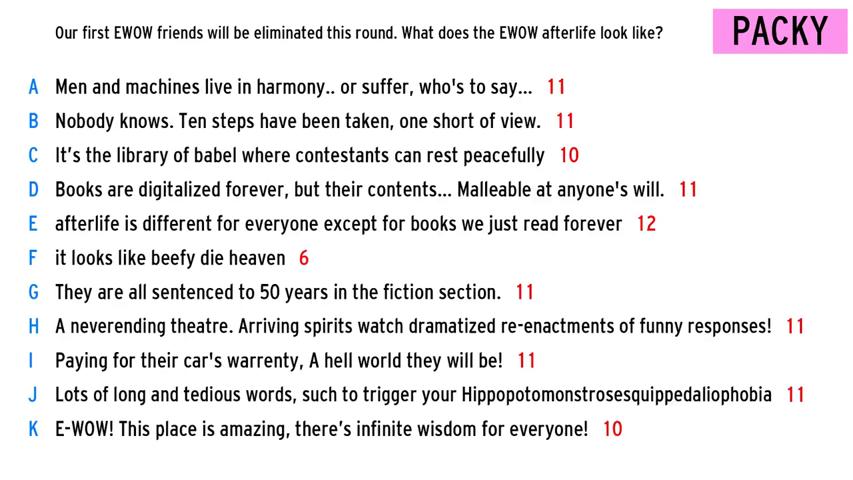 Our first EWOW friends will be eliminated this round. What does the EWOW afterlife look like?
PACKY
A Men and machines live in harmony.. or suffer, who's to say... 11
B Nobody knows. Ten steps have been taken, one short of view. 11
C It's the library of babel where contestants can rest peacefully 10
D Books are digitalized forever, but their contents... Malleable at anyone's will. 11
E afterlife is different for everyone except for books we just read forever 12
F it looks like beefy die heaven 6
G They are all sentenced to 50 years in the fiction section. 11
H A neverending theatre. Arriving spirits watch dramatized re-enactments of funny responses! 11
I Paying for their car's warrenty, A hell world they will be! 11
J Lots of long and tedious words, such to trigger your Hippopotomonstrosesquippedaliophobia 11
K E-WOW! This place is amazing, there's infinite wisdom for everyone! 10